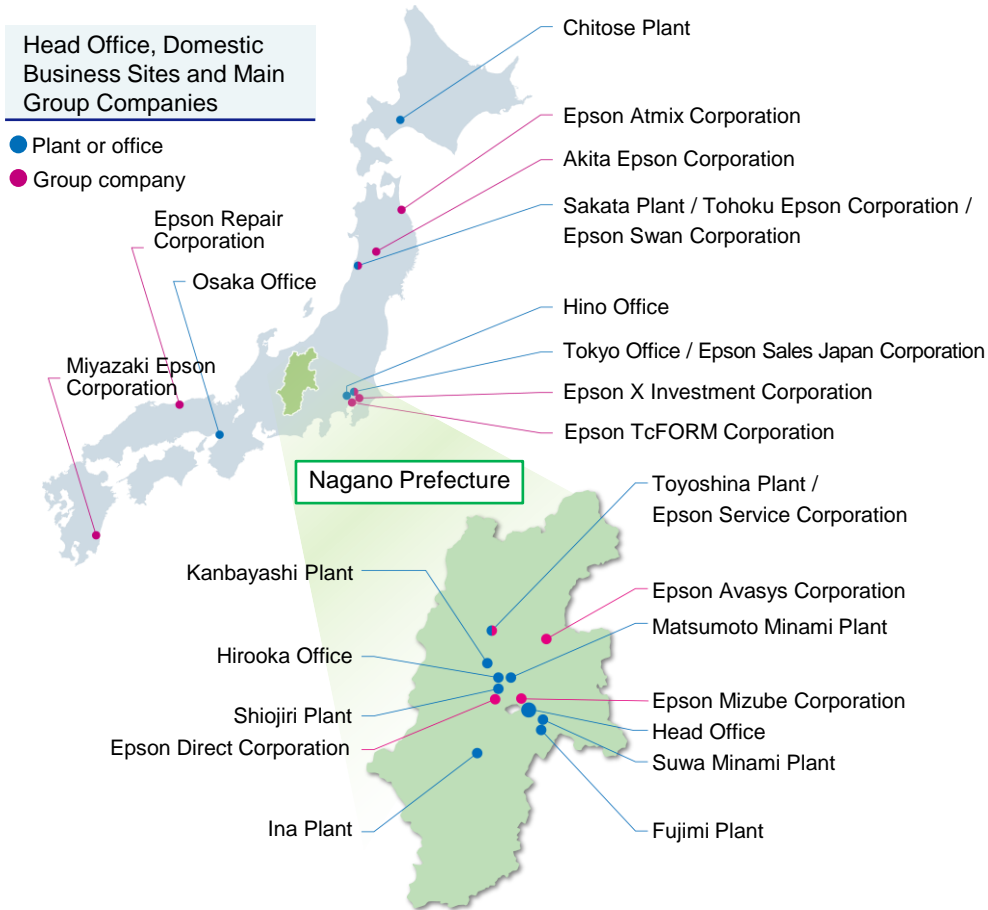 Head Office, Domestic
Business Sites and Main
Group Companies
Plant or office
Group company
Chitose Plant
Epson Atmix Corporation
Akita Epson Corporation
Sakata Plant / Tohoku Epson Corporation /
Epson Swan Corporation
Epson Repair
Corporation
Osaka Office
Miyazaki Epson
Corporation
Hino Office
Tokyo Office / Epson Sales Japan Corporation
Epson X Investment Corporation
Epson TcFORM Corporation
Nagano Prefecture
Toyoshina Plant /
Epson Service Corporation
Kanbayashi Plant
Epson Avasys Corporation
Matsumoto Minami Plant
Hirooka Office
Shiojiri Plant
Epson Direct Corporation
Epson Mizube Corporation
Head Office
Suwa Minami Plant
Ina Plant
Fujimi Plant